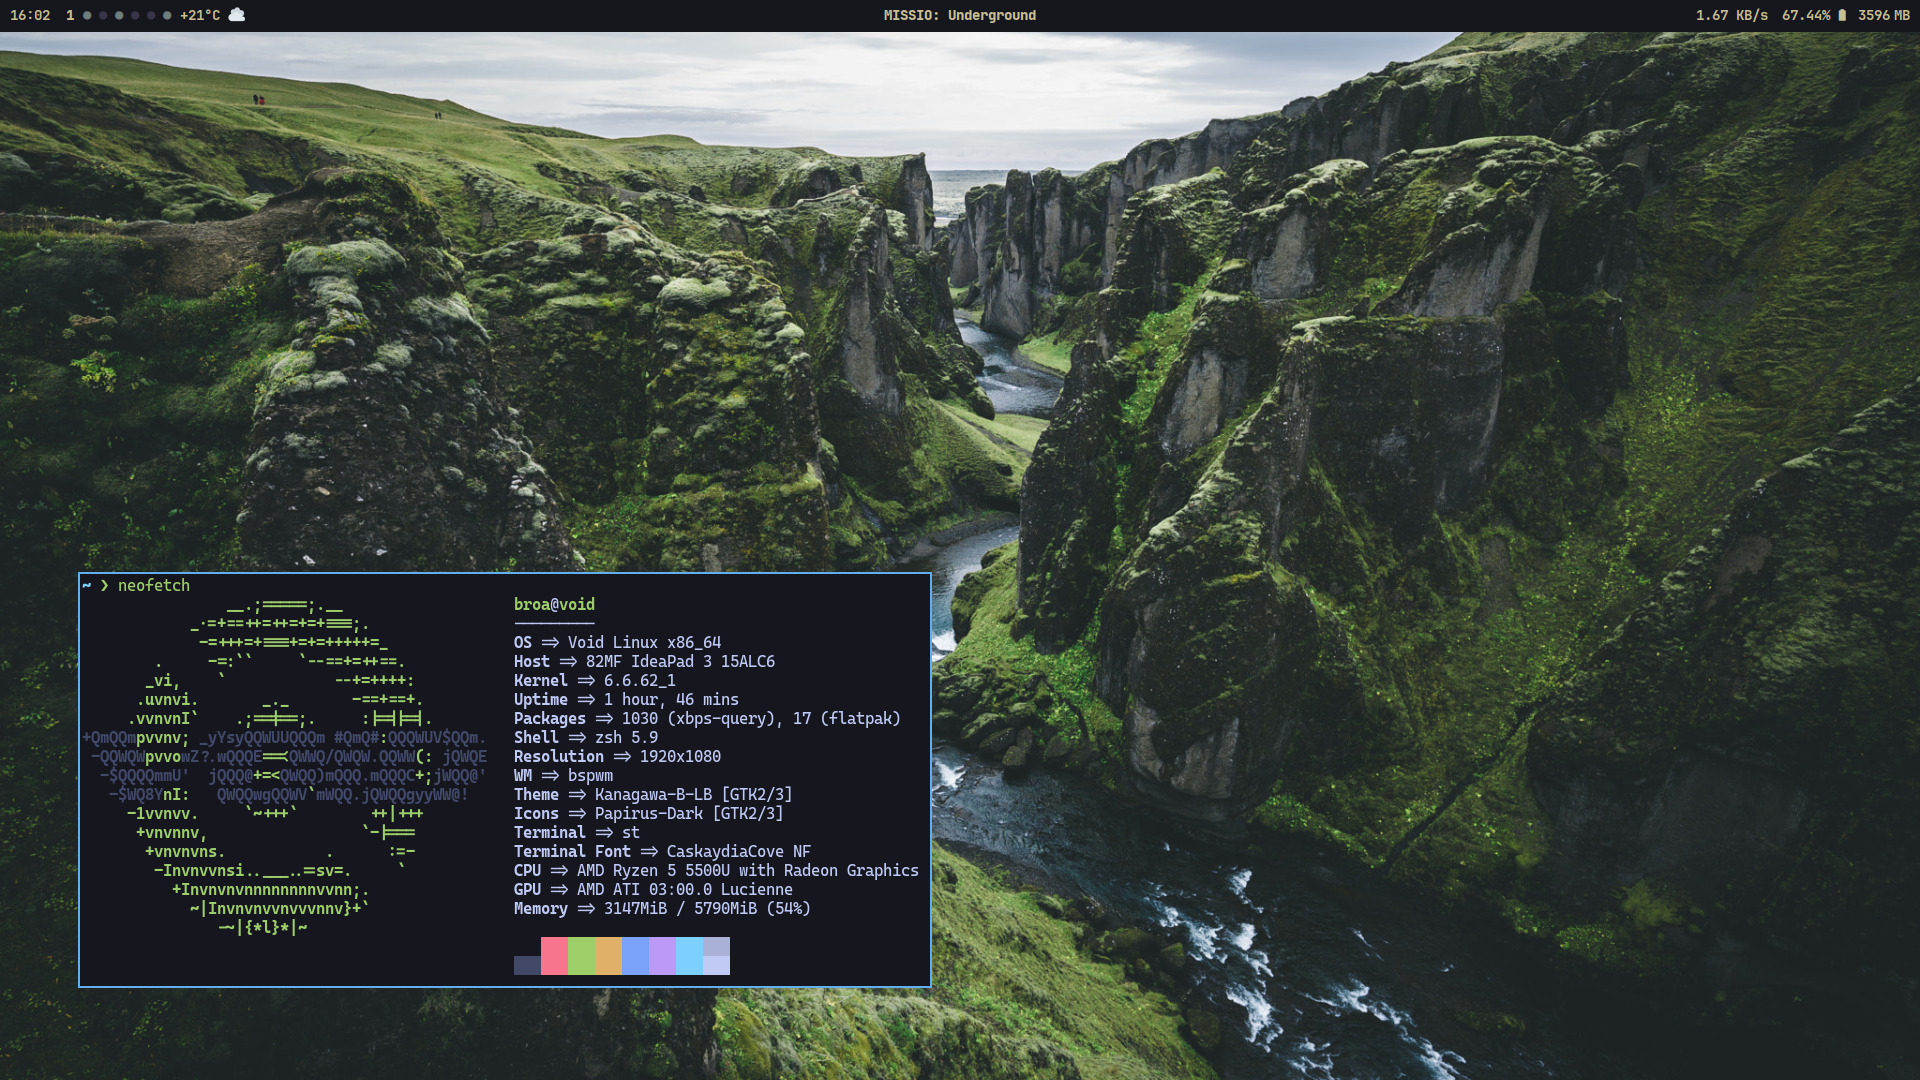 16:02 1 +21°C
MISSIO: Underground
1.67 KB/s 67.44% 3596 MB
~ ❯ neofetch
broa@void
---------
OS => Void Linux x86_64
Host => 82MF IdeaPad 3 15ALC6
Kernel => 6.6.62_1
Uptime => 1 hour, 46 mins
Packages => 1030 (xbps-query), 17 (flatpak)
Shell => zsh 5.9
Resolution => 1920x1080
WM => bspwm
Theme => Kanagawa-B-LB [GTK2/3]
Icons => Papirus-Dark [GTK2/3]
Terminal => st
Terminal Font => CaskaydiaCove NF
CPU => AMD Ryzen 5 5500U with Radeon Graphics
GPU => AMD ATI 03:00.0 Lucienne
Memory => 3147MiB / 5790MiB (54%)